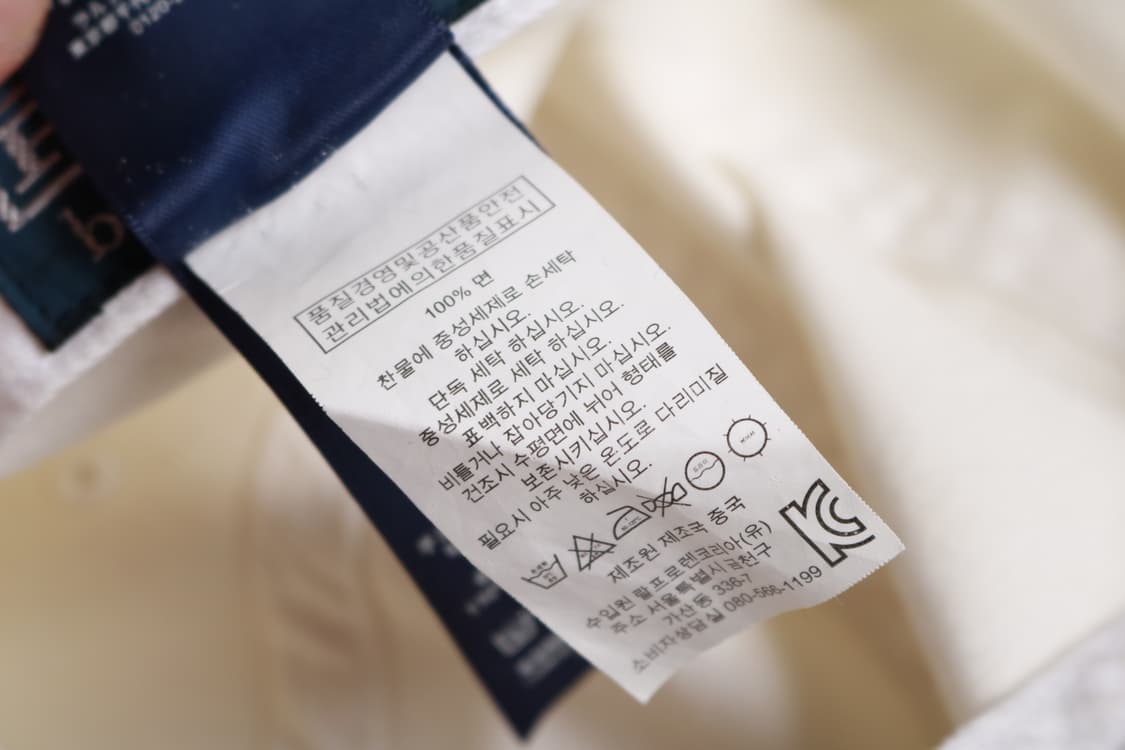 품질경영및공산품안전
관리법에의한품질표시
100% 면
찬물에 중성세제로 손세탁
하십시오.
단독 세탁 하십시오.
중성세제로 세탁 하십시오.
표백하지 마십시오.
비틀거나 잡아당기지 마십시오.
건조시 수평면에 뉘어 형태를
보존시키십시오.
필요시 아주 낮은 온도로 다리미질
하십시오.
제조원 제조국 중국
수입원 랄프로렌코리아(유)
주소 서울특별시 금천구
가산동 336-7
소비자상담실 080-566-1199